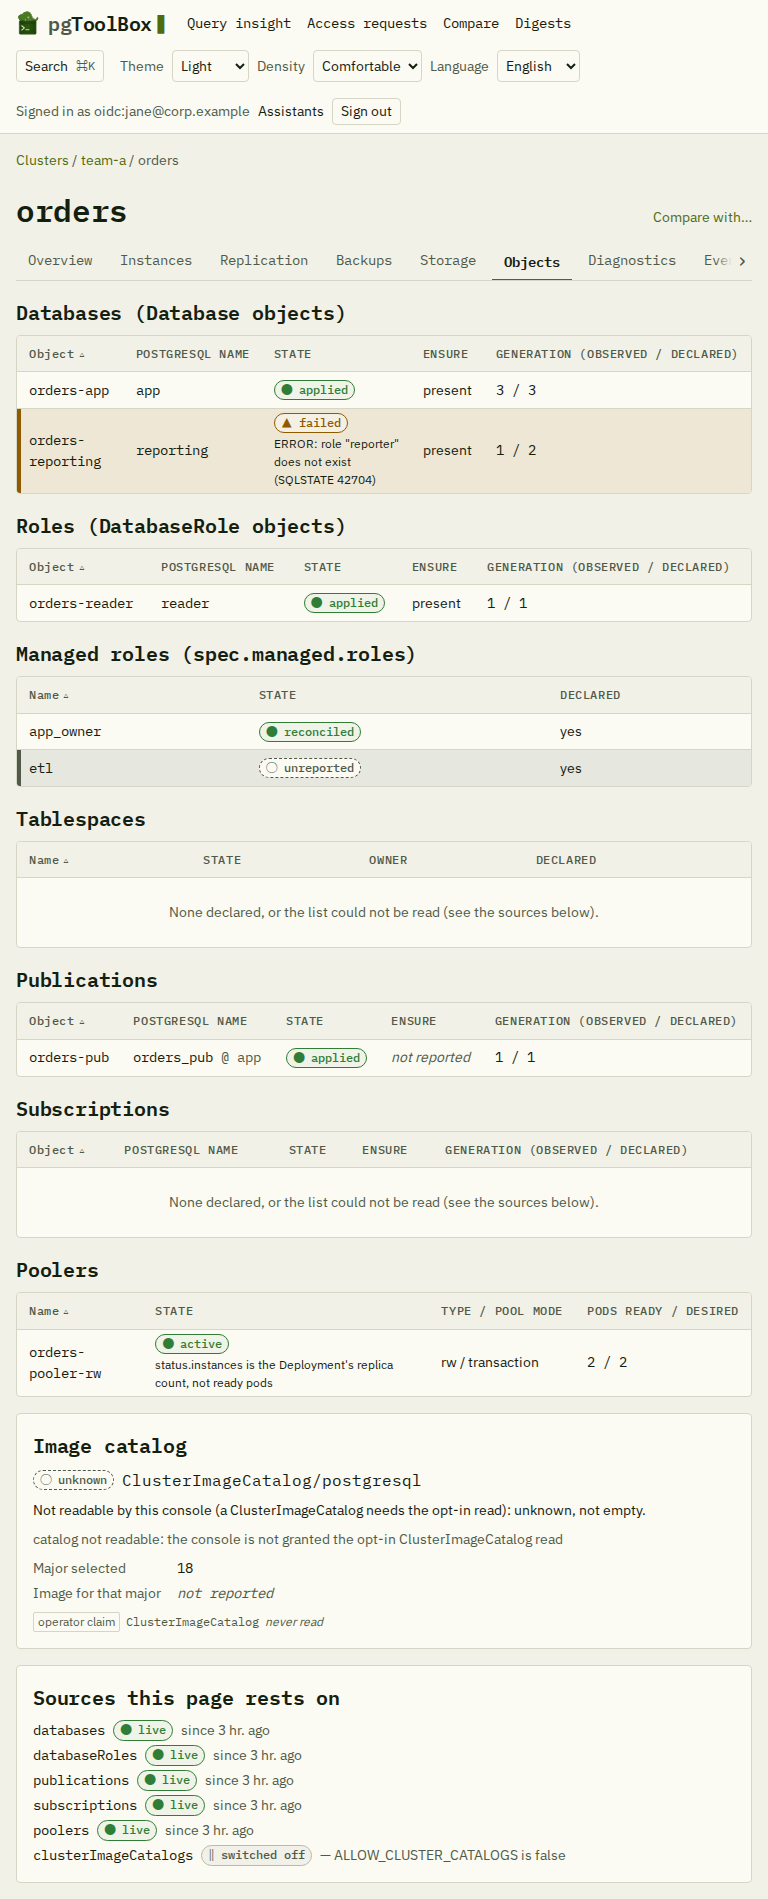 pgToolBox Query insight Access requests Compare Digests
Search ⌘K Theme Light Density Comfortable Language English
Signed in as oidc:jane@corp.example Assistants Sign out
Clusters / team-a / orders
orders
Compare with...
Overview Instances Replication Backups Storage Objects Diagnostics
Databases (Database objects)
Object POSTGRESQL NAME STATE ENSURE GENERATION (OBSERVED / DECLARED)
orders-app app applied present 3 / 3
orders-reporting reporting failed present 1 / 2
ERROR: role "reporter"
does not exist
(SQLSTATE 42704)
Roles (DatabaseRole objects)
Object POSTGRESQL NAME STATE ENSURE GENERATION (OBSERVED / DECLARED)
orders-reader reader applied present 1 / 1
Managed roles (spec.managed.roles)
Name STATE DECLARED
app_owner reconciled yes
etl unreported yes
Tablespaces
Name STATE OWNER DECLARED
None declared, or the list could not be read (see the sources below).
Publications
Object POSTGRESQL NAME STATE ENSURE GENERATION (OBSERVED / DECLARED)
orders-pub orders_pub @ app applied not reported 1 / 1
Subscriptions
Object POSTGRESQL NAME STATE ENSURE GENERATION (OBSERVED / DECLARED)
None declared, or the list could not be read (see the sources below).
Poolers
Name STATE TYPE / POOL MODE PODS READY / DESIRED
orders-pooler-rw active rw / transaction 2 / 2
status.instances is the Deployment's replica
count, not ready pods
Image catalog
unknown ClusterImageCatalog/postgresql
Not readable by this console (a ClusterImageCatalog needs the opt-in read): unknown, not empty.
catalog not readable: the console is not granted the opt-in ClusterImageCatalog read
Major selected 18
Image for that major not reported
operator claim ClusterImageCatalog never read
Sources this page rests on
databases live since 3 hr. ago
databaseRoles live since 3 hr. ago
publications live since 3 hr. ago
subscriptions live since 3 hr. ago
poolers live since 3 hr. ago
clusterImageCatalogs switched off — ALLOW_CLUSTER_CATALOGS is false